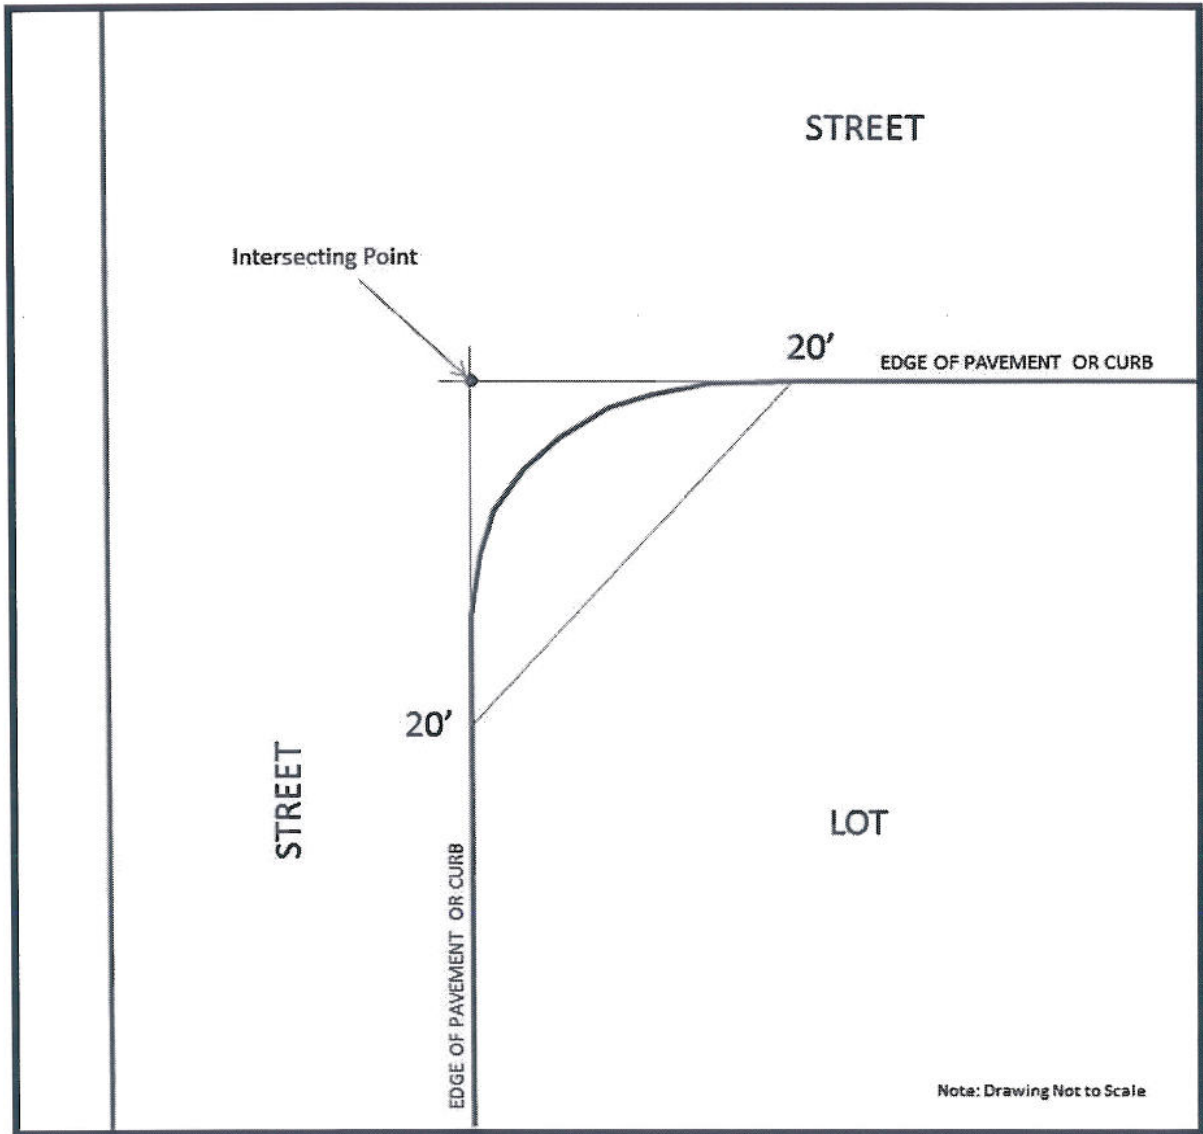 STREET
Intersecting Point
20’
EDGE OF PAVEMENT OR CURB
20’
STREET
LOT
EDGE OF PAVEMENT OR CURB
Note: Drawing Not to Scale